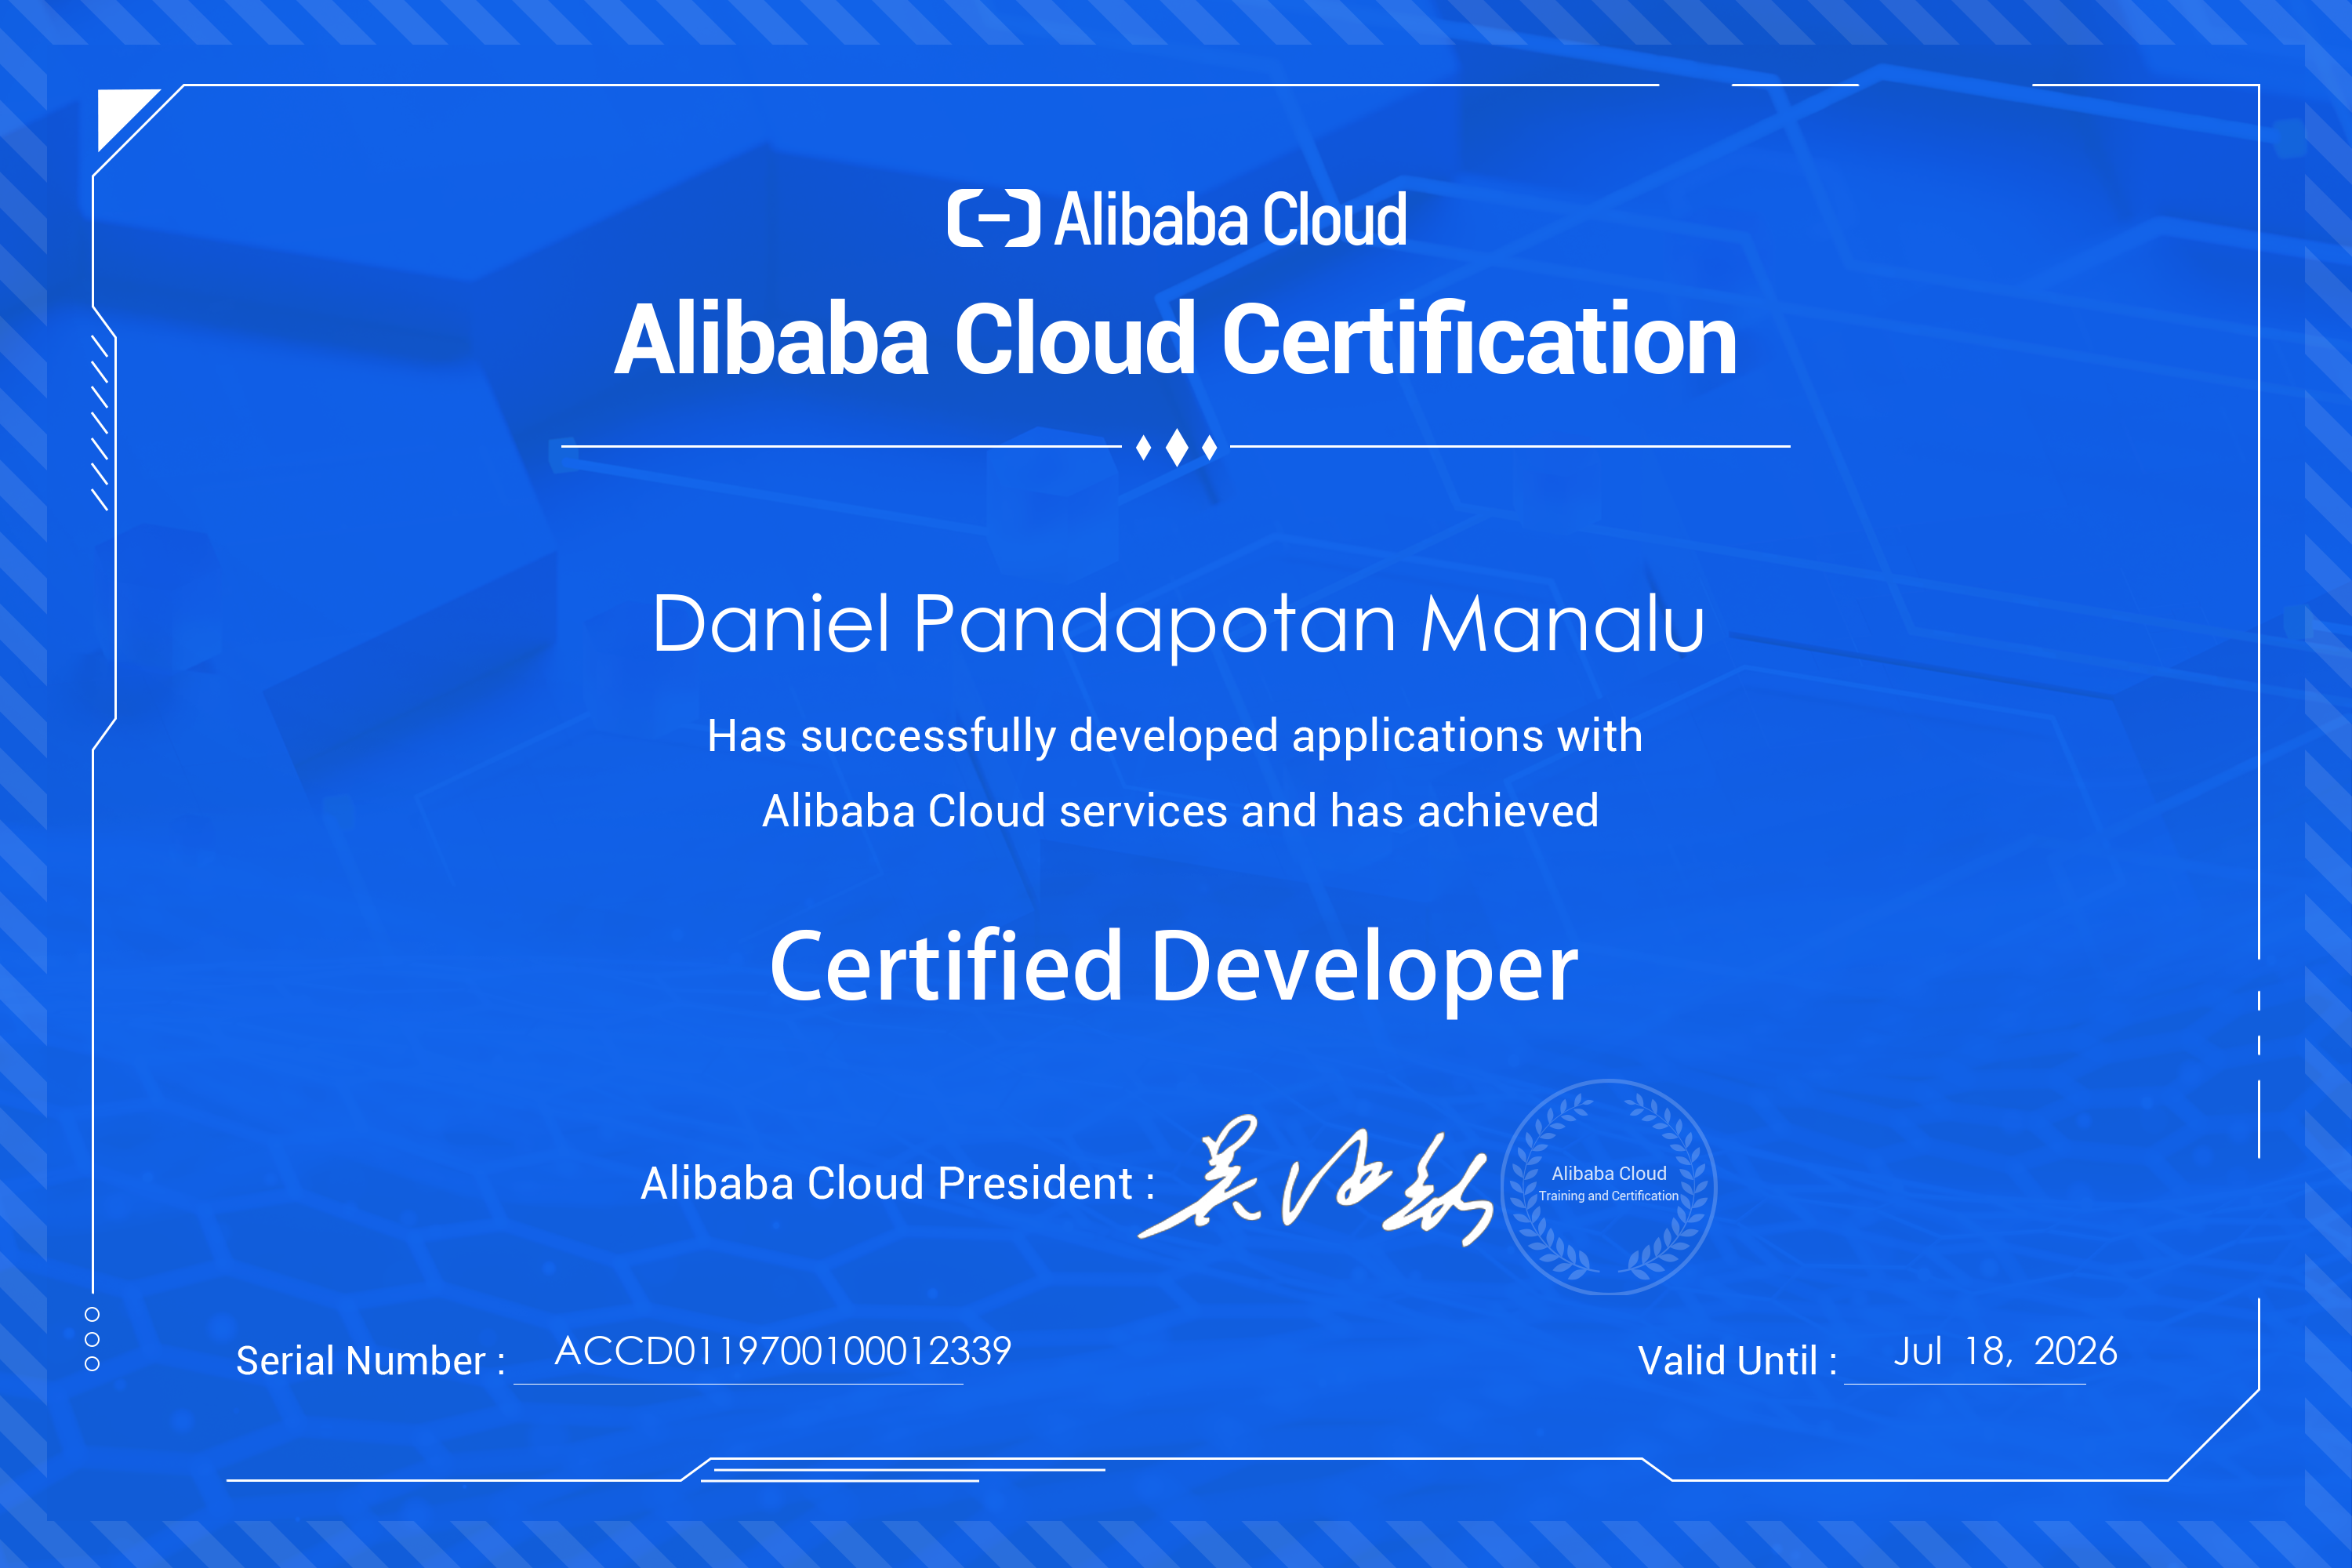 Alibaba Cloud
Alibaba Cloud Certification
Daniel Pandapotan Manalu
Has successfully developed applications with
Alibaba Cloud services and has achieved
Certified Developer
Alibaba Cloud President :
Alibaba Cloud
Training and Certification
Serial Number : ACCD0119700100012339
Valid Until : Jul 18, 2026